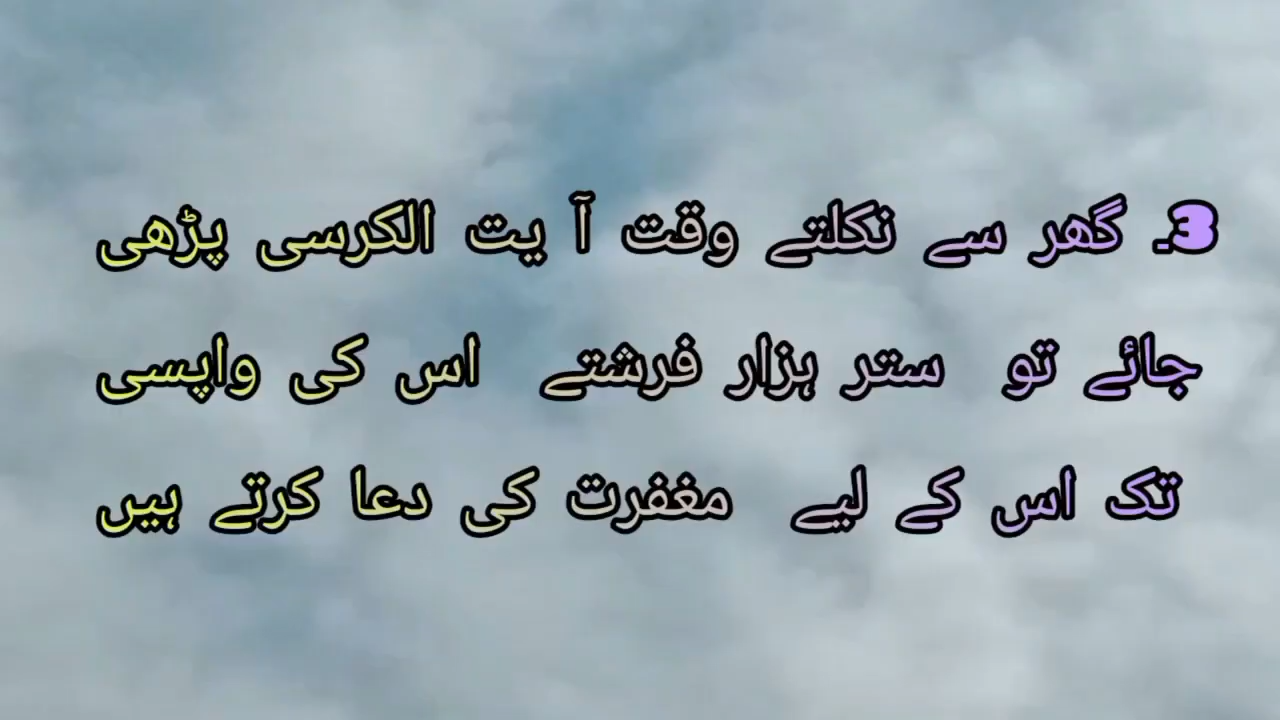 3۔ گھر سے نکلتے وقت آ یت الکرسی پڑھی
جائے تو ستر ہزار فرشتے اس کی واپسی
تک اس کے لیے مغفرت کی دعا کرتے ہیں